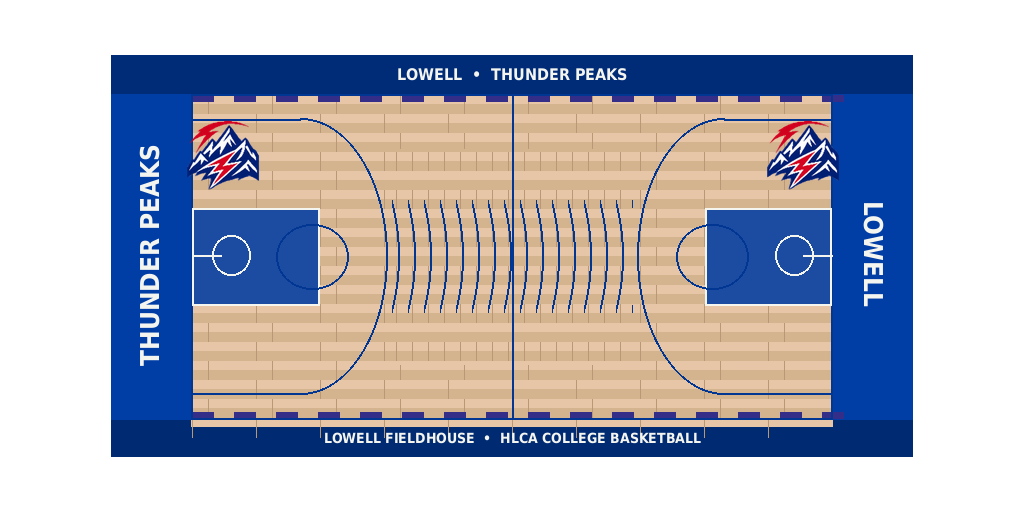 LOWELL • THUNDER PEAKS
THUNDER PEAKS
LOWELL
LOWELL FIELDHOUSE • HLCA COLLEGE BASKETBALL